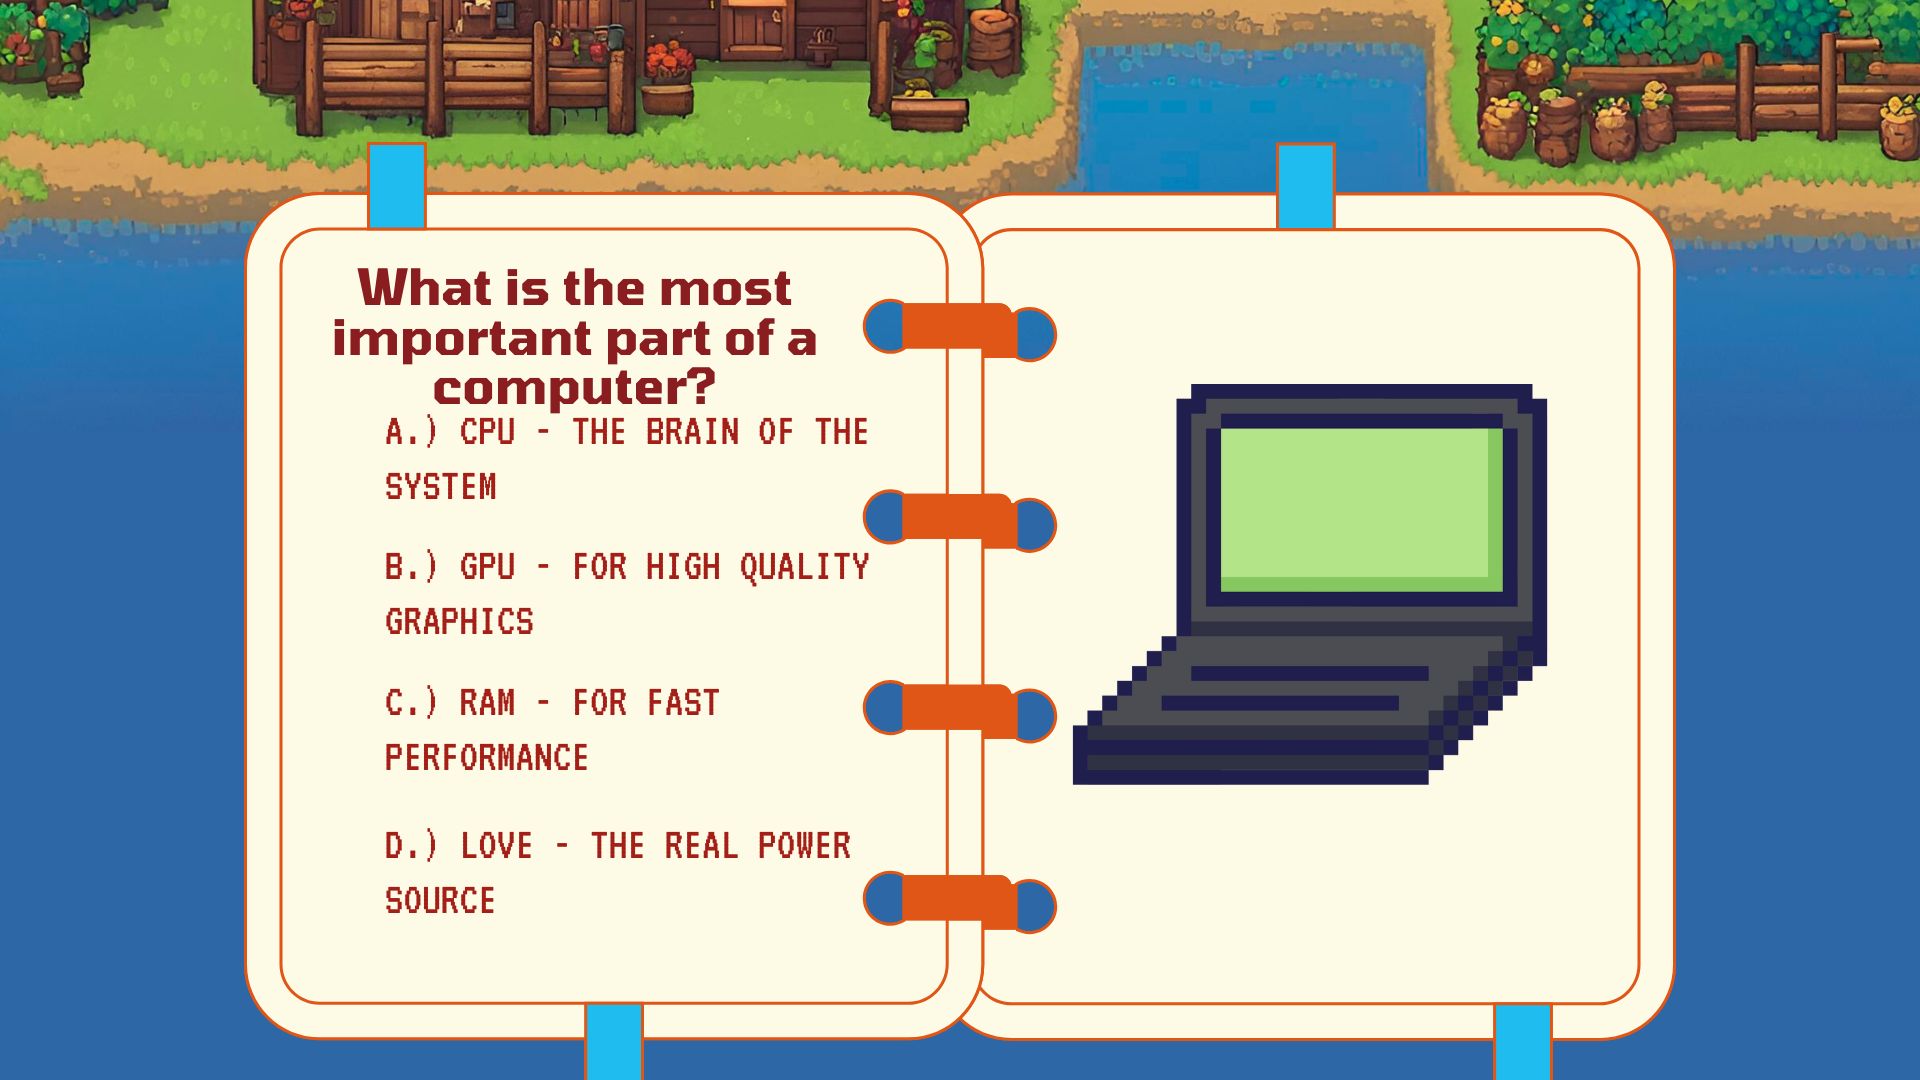 What is the most
important part of a
computer?
A.) CPU - THE BRAIN OF THE
SYSTEM
B.) GPU - FOR HIGH QUALITY
GRAPHICS
C.) RAM - FOR FAST
PERFORMANCE
D.) LOVE - THE REAL POWER
SOURCE